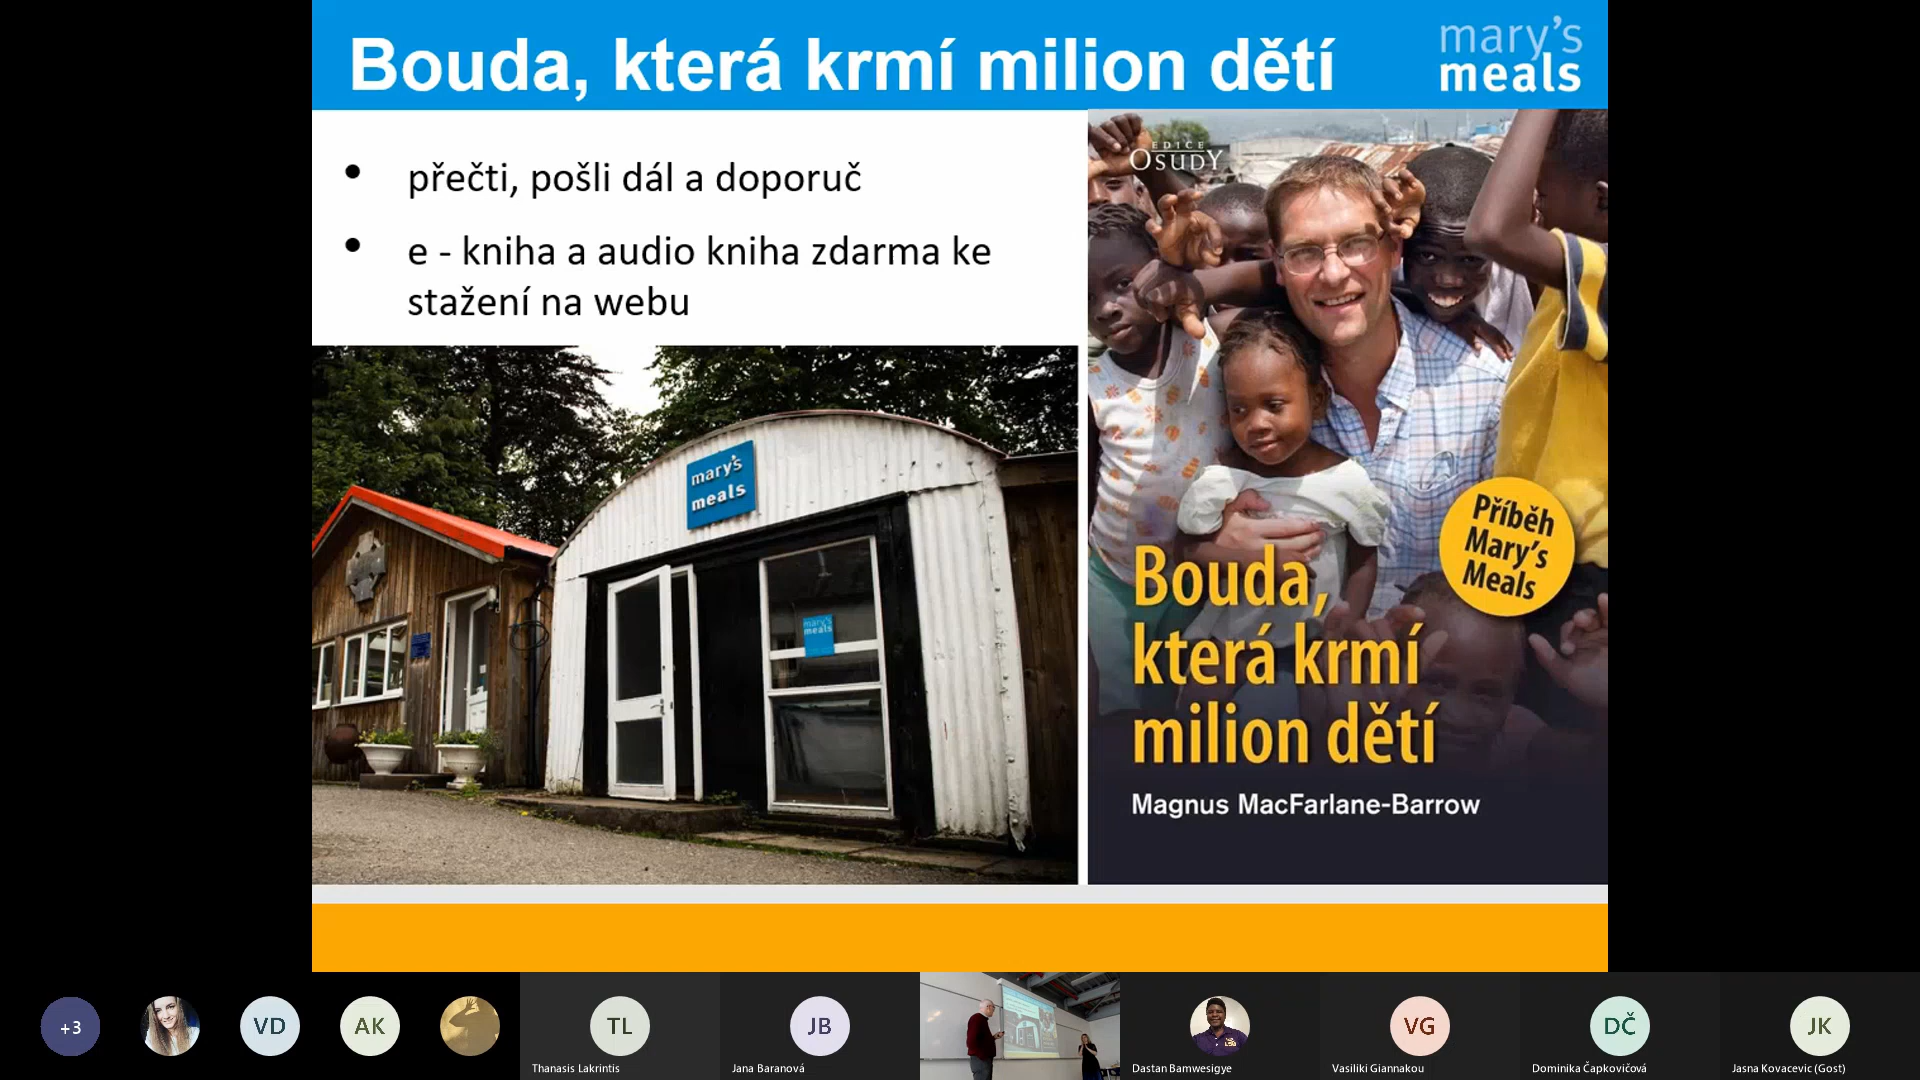 Bouda, která krmí milion dětí
mary's
meals
• přečti, pošli dál a doporuč
• e - kniha a audio kniha zdarma ke
stažení na webu
mary's
meals
mary's
meals
EDICE
OSUDY
Příběh
Mary's
Meals
Bouda,
která krmí
milion dětí
Magnus MacFarlane-Barrow
+3
VD
AK
TL
Thanasis Lakrintis
JB
Jana Baranová
Dastan Bamwesigye
VG
Vasiliki Giannakou
DČ
Dominika Čapkovičová
JK
Jasna Kovacevic (Gost)